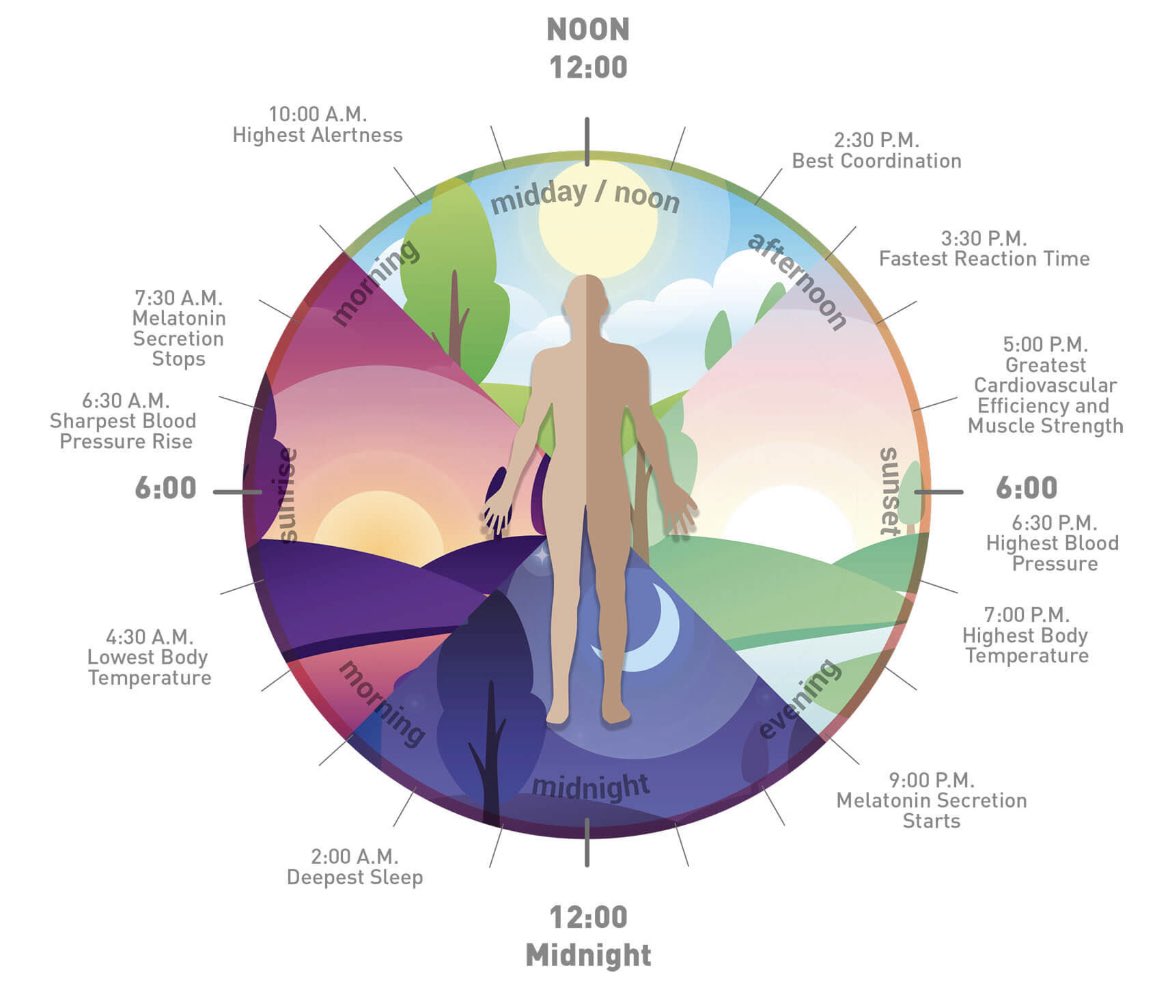 NOON
12:00
10:00 A.M.
Highest Alertness
2:30 P.M.
Best Coordination
midday / noon
morning
afternoon
3:30 P.M.
Fastest Reaction Time
7:30 A.M.
Melatonin
Secretion
Stops
5:00 P.M.
Greatest
Cardiovascular
Efficiency and
Muscle Strength
6:30 A.M.
Sharpest Blood
Pressure Rise
6:00
sunrise
sunset
6:00
6:30 P.M.
Highest Blood
Pressure
4:30 A.M.
Lowest Body
Temperature
7:00 P.M.
Highest Body
Temperature
morning
evening
midnight
9:00 P.M.
Melatonin Secretion
Starts
2:00 A.M.
Deepest Sleep
12:00
Midnight